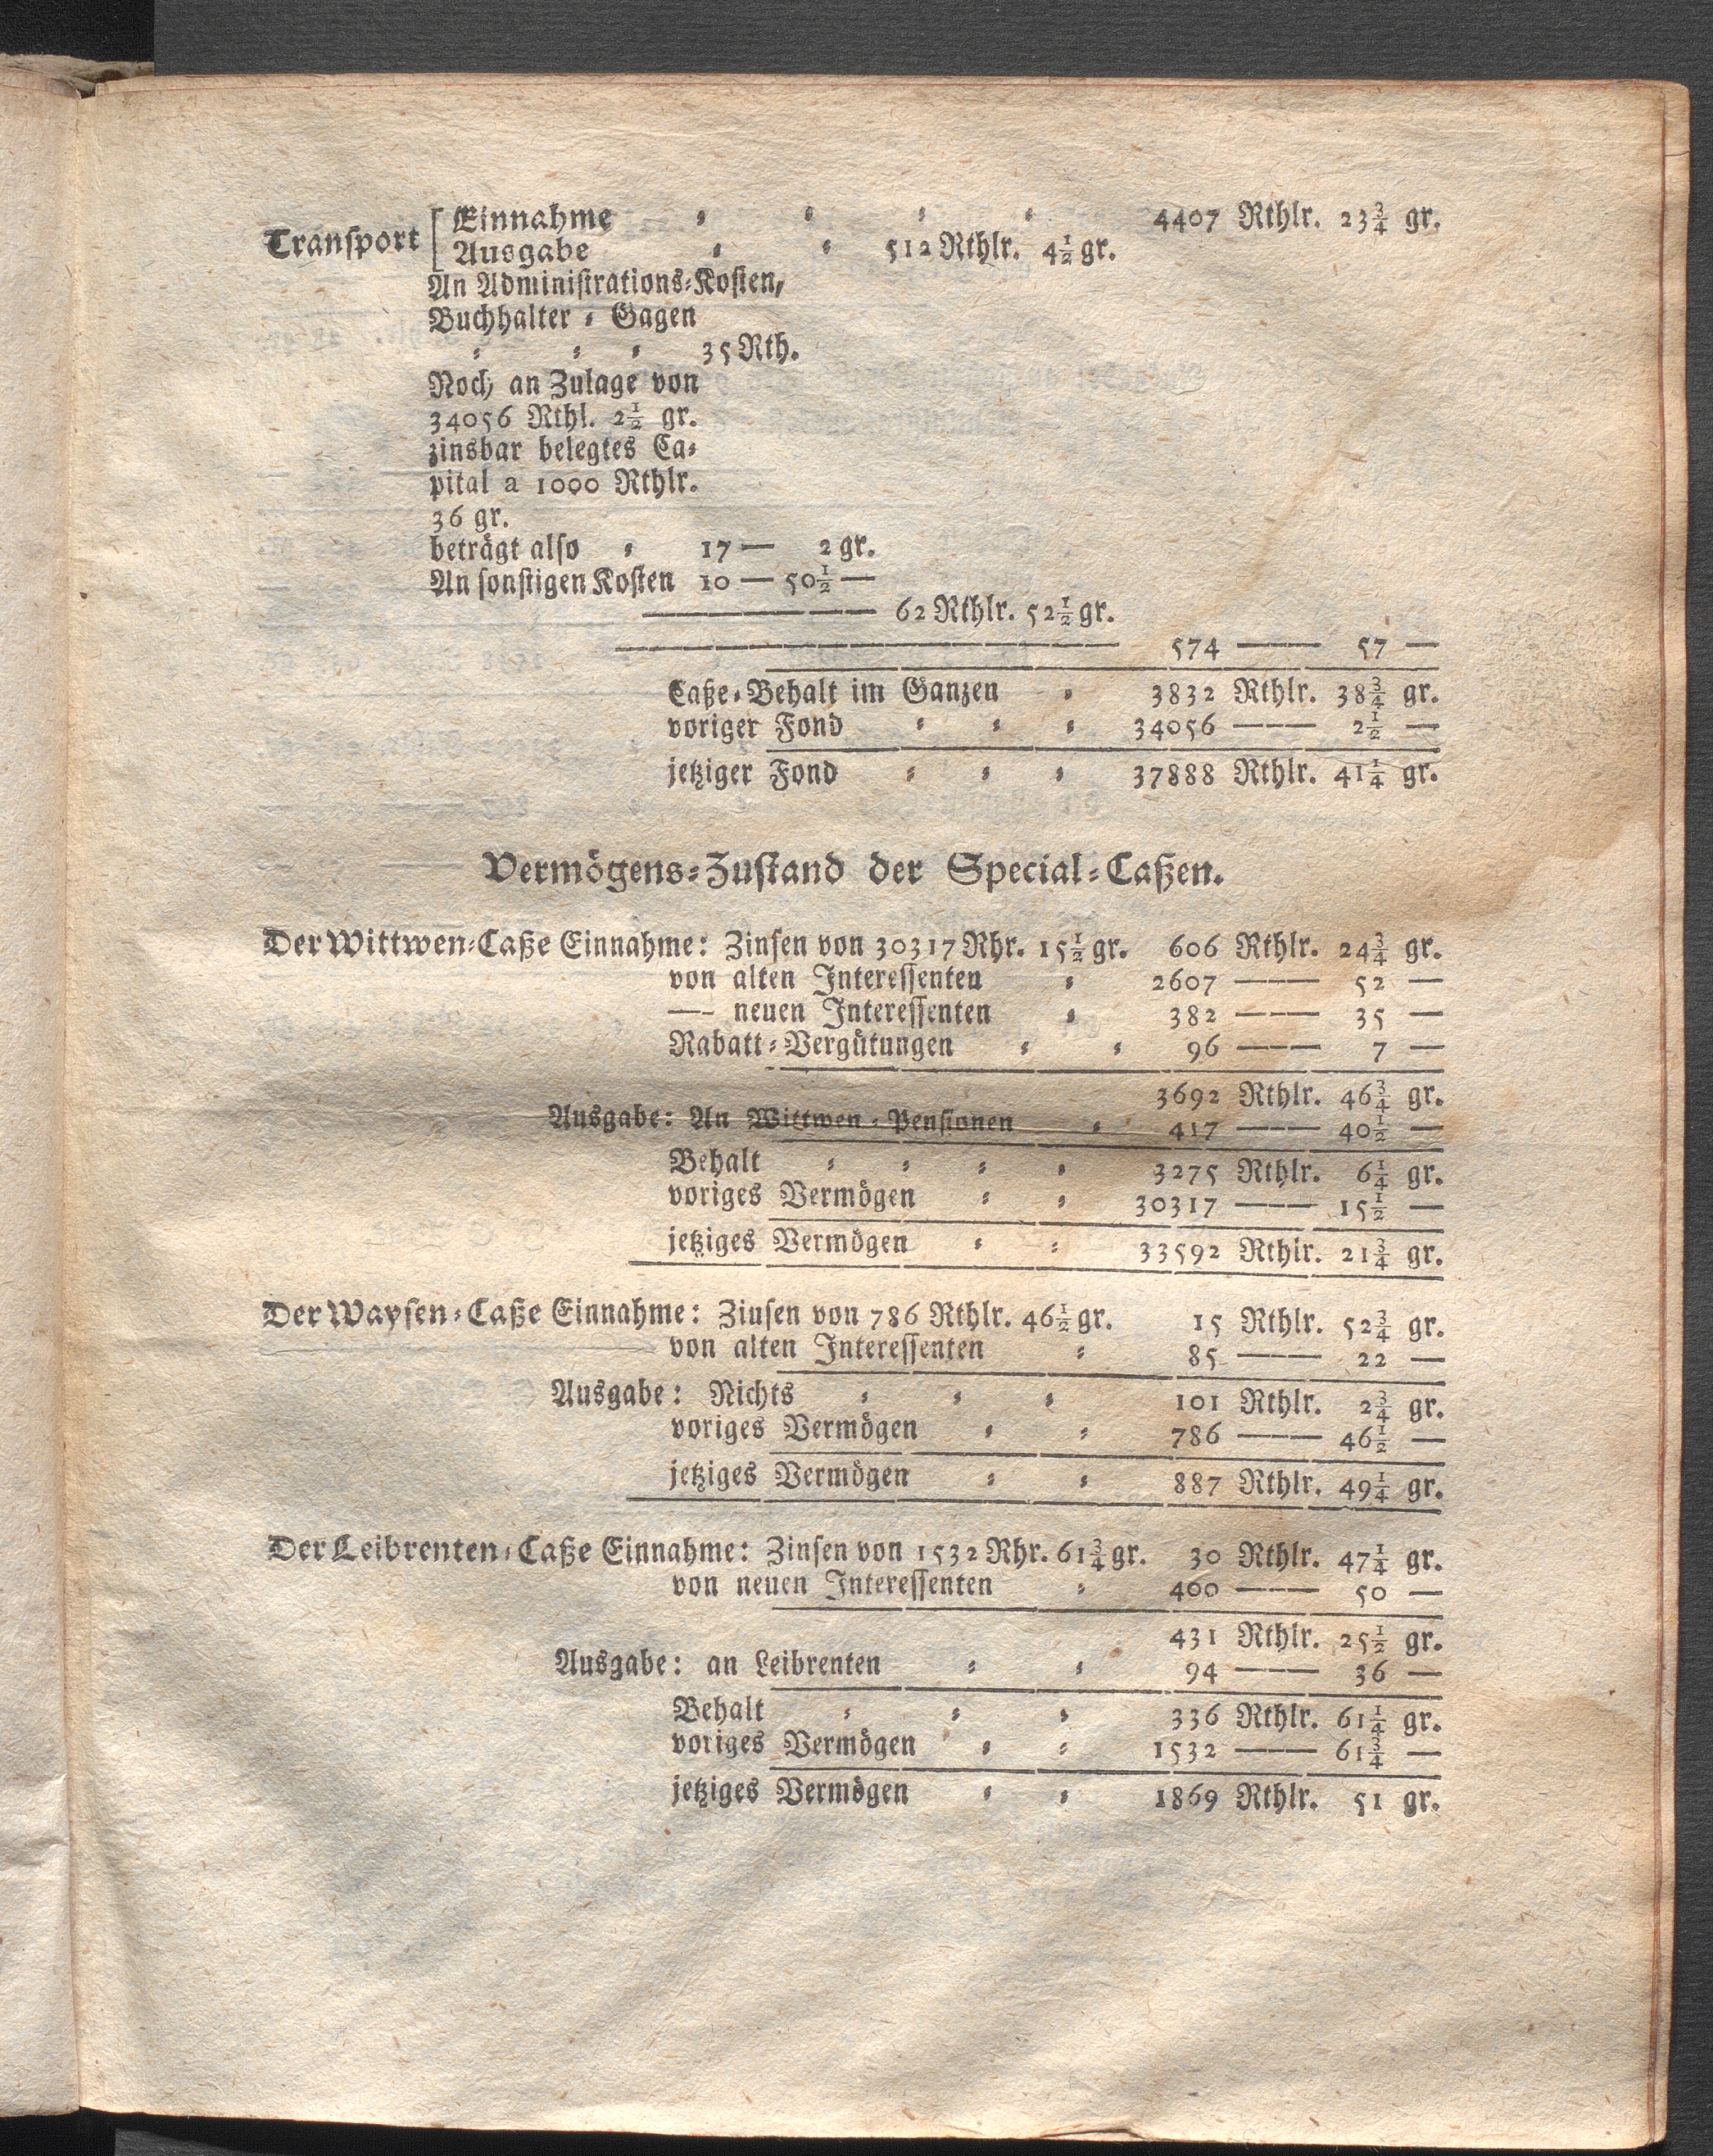 Transport [ Einnahme ⸗ ⸗ ⸗ ⸗ 4407 Rthlr. 23¾ gr.
Ausgabe ⸗ ⸗ 512 Rthlr. 4½ gr.
An Adminiſtrations⸗Koſten,
Buchhalter ⸗ Gagen
⸗ ⸗ ⸗ 35 Rth.
Noch an Zulage von
34056 Rthl. 2½ gr.
zinsbar belegtes Ca⸗
pital a 1000 Rthlr.
36 gr.
beträgt alſo ⸗ 17 — 2 gr.
An ſonſtigen Koſten 10 — 50½ —
——— 62 Rthlr. 52½ gr.
——— 574 —— 57 —
Caße⸗Behalt im Ganzen ⸗ 3832 Rthlr. 38¾ gr.
voriger Fond ⸗ ⸗ ⸗ 34056 —— 2½ —
jetziger Fond ⸗ ⸗ ⸗ 37888 Rthlr. 41¼ gr.
Vermögens⸗Zuſtand der Special⸗Caßen.
Der Wittwen⸗Caße Einnahme: Zinſen von 30317 Rhr. 15½ gr. 606 Rthlr. 24¾ gr.
von alten Intereſſenten ⸗ 2607 —— 52 —
—– neuen Intereſſenten ⸗ 382 —— 35 —
Rabatt⸗Vergütungen ⸗ ⸗ 96 —— 7 —
3692 Rthlr. 46¾ gr.
Ausgabe: An Wittwen⸗Penſionen ⸗ 417 —— 40½ —
Behalt ⸗ ⸗ ⸗ ⸗ 3275 Rthlr. 6¼ gr.
voriges Vermögen ⸗ ⸗ 30317 —— 15½ —
jetziges Vermögen ⸗ ⸗ 33592 Rthlr. 21¾ gr.
Der Wayſen⸗Caße Einnahme: Ziuſen von 786 Rthlr. 46½ gr. 15 Rthlr. 52¾ gr.
von alten Intereſſenten ⸗ 85 —— 22 —
Ausgabe: Nichts ⸗ ⸗ ⸗ 101 Rthlr. 2¾ gr.
voriges Vermögen ⸗ ⸗ 786 —— 46½ —
jetziges Vermögen ⸗ ⸗ 887 Rthlr. 49¼ gr.
Der Leibrenten⸗Caße Einnahme: Zinſen von 1532 Rhr. 61¾ gr. 30 Rthlr. 47¼ gr.
von neuen Intereſſenten ⸗ 400 —— 50 —
431 Rthlr. 25½ gr.
Ausgabe: an Leibrenten ⸗ ⸗ 94 —— 36 —
Behalt ⸗ ⸗ ⸗ 336 Rthlr. 61¼ gr.
voriges Vermögen ⸗ ⸗ 1532 —— 61¾ —
jetziges Vermögen ⸗ ⸗ 1869 Rthlr. 51 gr.